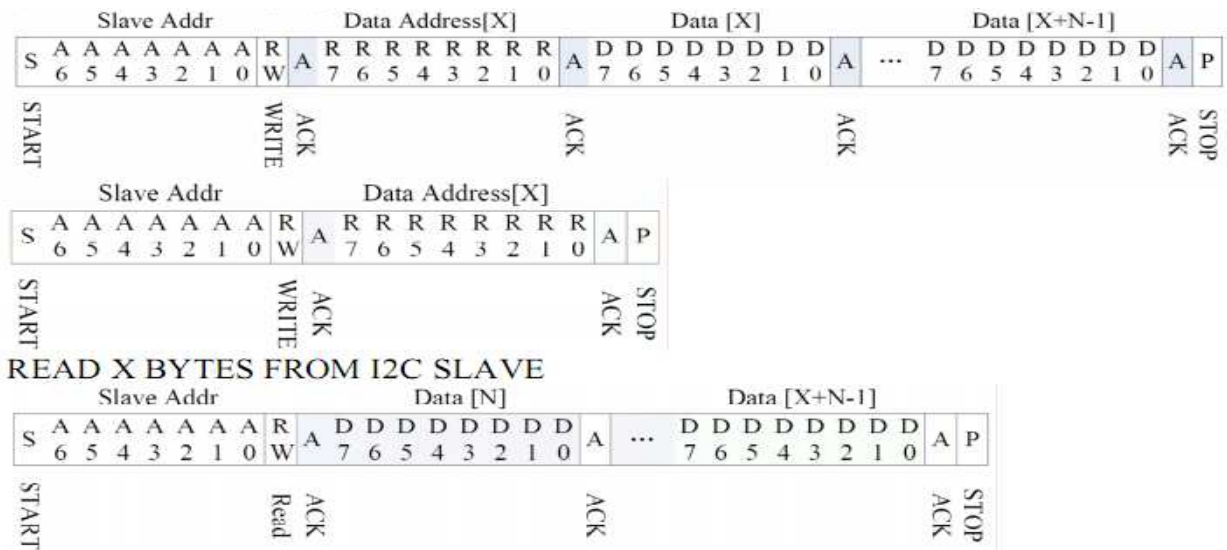 Slave Addr Data Address[X] Data [X] Data [X+N-1]
S A A A A A A A R A R R R R R R R R A D D D D D D D D A ... D D D D D D D D A P
6 5 4 3 2 1 0 W 7 6 5 4 3 2 1 0 7 6 5 4 3 2 1 0 7 6 5 4 3 2 1 0
START WRITE ACK ACK ACK ACK STOP
Slave Addr Data Address[X]
S A A A A A A A R A R R R R R R R R A P
6 5 4 3 2 1 0 W 7 6 5 4 3 2 1 0
START WRITE ACK ACK STOP
READ X BYTES FROM I2C SLAVE
Slave Addr Data [N] Data [X+N-1]
S A A A A A A A R A D D D D D D D D A ... D D D D D D D D A P
6 5 4 3 2 1 0 W 7 6 5 4 3 2 1 0 7 6 5 4 3 2 1 0
START Read ACK ACK ACK STOP